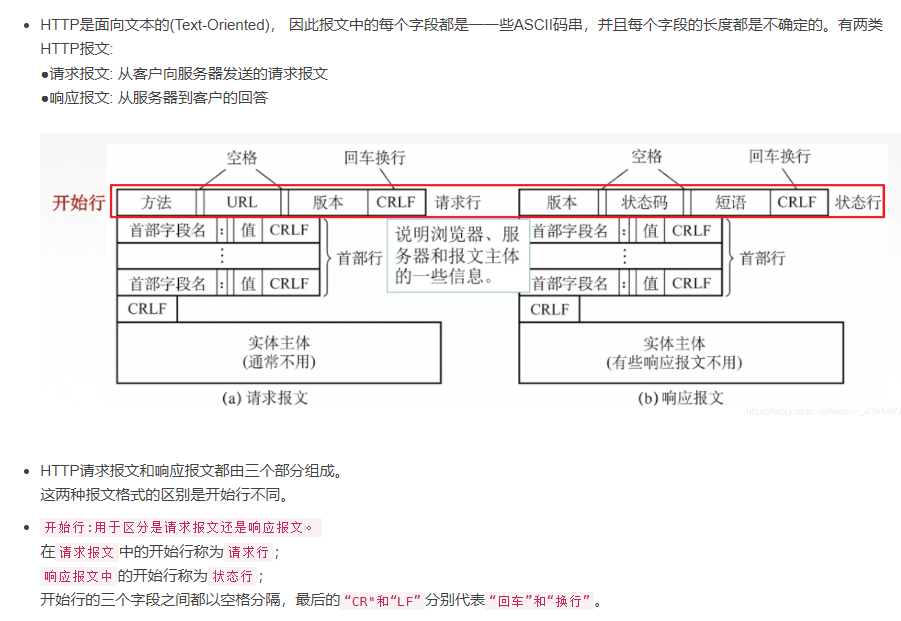 HTTP是面向文本的(Text-Oriented)， 因此报文中的每个字段都是一一些ASCII码串，并且每个字段的长度都是不确定的。有两类
HTTP报文:
●请求报文: 从客户向服务器发送的请求报文
●响应报文: 从服务器到客户的回答
空格 回车换行 空格 回车换行
开始行 方法 URL 版本 CRLF 请求行 版本 状态码 短语 CRLF 状态行
首部字段名 : 值 CRLF 说明浏览器、服 首部字段名 : 值 CRLF
⋮ 首部行 务器和报文主体 ⋮ 首部行
首部字段名 : 值 CRLF 的一些信息。 首部字段名 : 值 CRLF
CRLF CRLF
实体主体 实体主体
(通常不用) (有些响应报文不用)
(a) 请求报文 (b) 响应报文
https://blog.csdn.net/weixin_4391460
HTTP请求报文和响应报文都由三个部分组成。
这两种报文格式的区别是开始行不同。
开始行:用于区分是请求报文还是响应报文。
在 请求报文 中的开始行称为 请求行 ;
响应报文中 的开始行称为 状态行 ;
开始行的三个字段之间都以空格分隔，最后的 “CR"和“LF” 分别代表 “回车”和“换行” 。